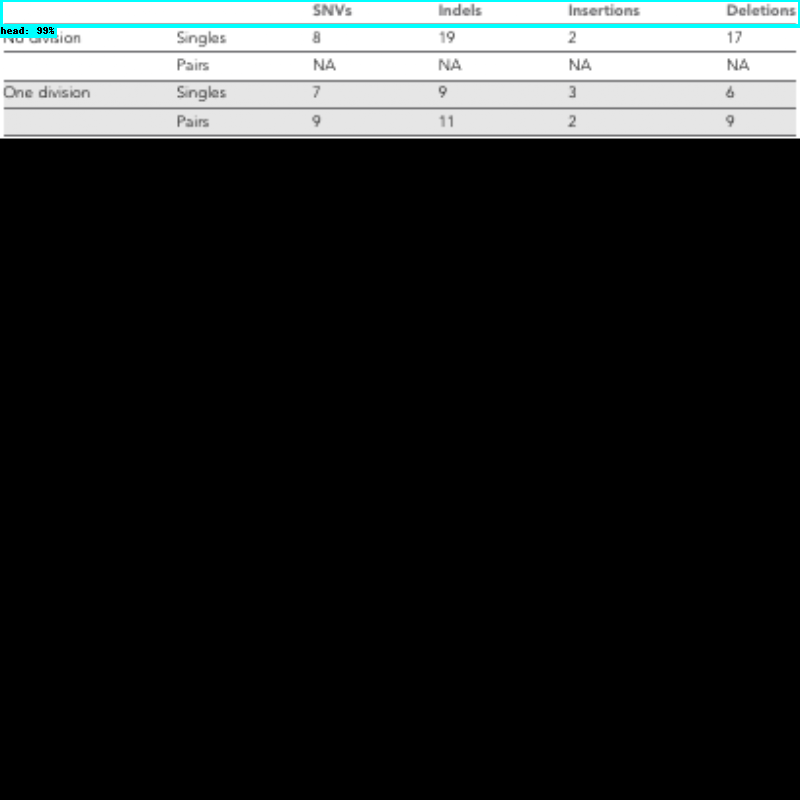 SNVs Indels Insertions Deletions
head: 99%
No division Singles 8 19 2 17
Pairs NA NA NA NA
One division Singles 7 9 3 6
Pairs 9 11 2 9